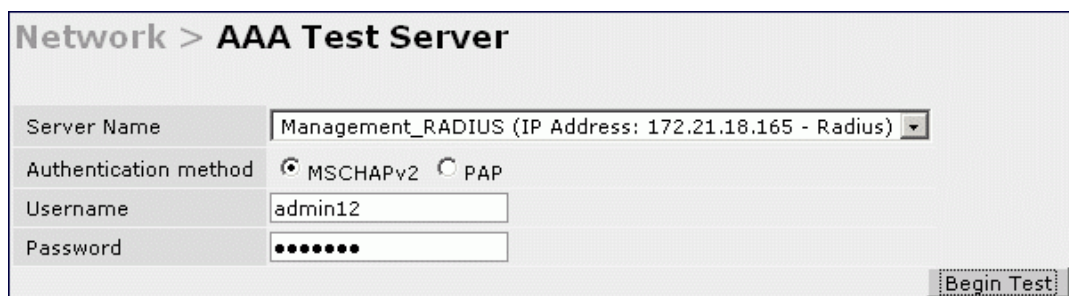 Network > AAA Test Server
Server Name Management_RADIUS (IP Address: 172.21.18.165 - Radius)
Authentication method MSCHAPv2 PAP
Username admin12
Password •••••••
Begin Test